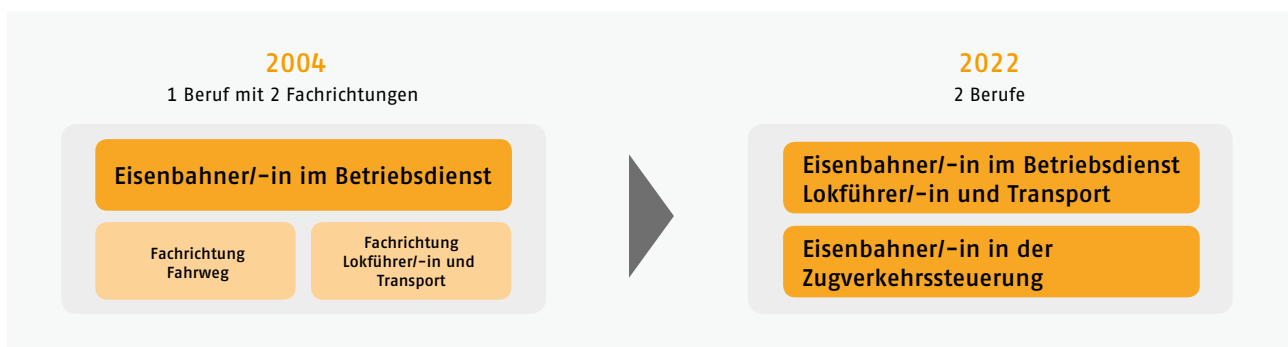 2004
1 Beruf mit 2 Fachrichtungen
Eisenbahner/-in im Betriebsdienst
Fachrichtung
Fahrweg
Fachrichtung
Lokführer/-in und
Transport
2022
2 Berufe
Eisenbahner/-in im Betriebsdienst
Lokführer/-in und Transport
Eisenbahner/-in in der
Zugverkehrssteuerung